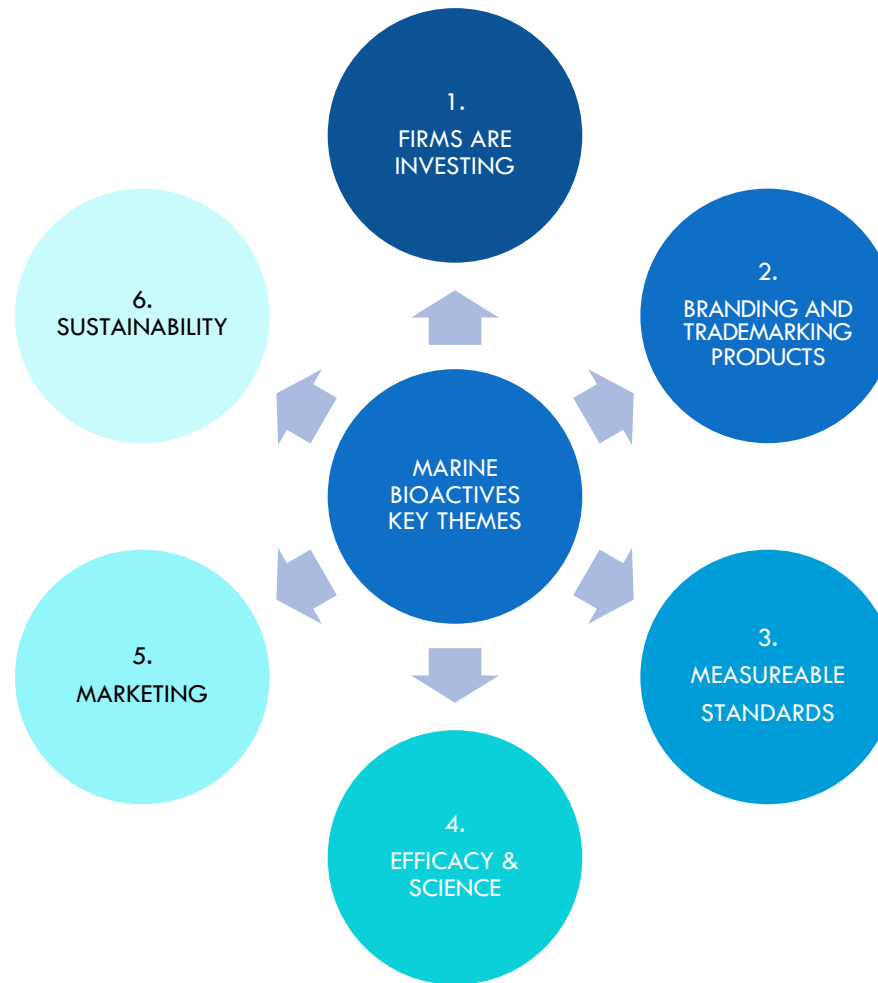 1.
FIRMS ARE
INVESTING
2.
BRANDING AND
TRADEMARKING
PRODUCTS
6.
SUSTAINABILITY
MARINE
BIOACTIVES
KEY THEMES
3.
MEASUREABLE
STANDARDS
5.
MARKETING
4.
EFFICACY &
SCIENCE